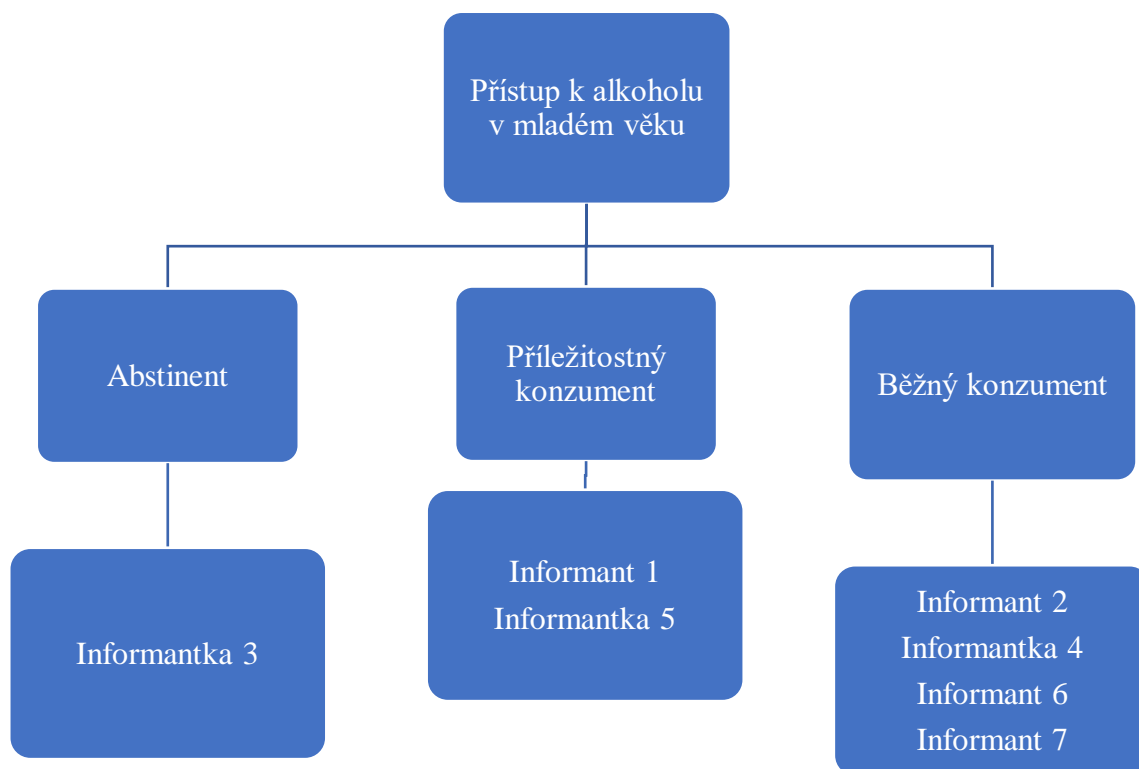 Přístup k alkoholu
v mladém věku
Abstinent
Příležitostný
konzument
Běžný konzument
Informantka 3
Informant 1
Informantka 5
Informant 2
Informantka 4
Informant 6
Informant 7